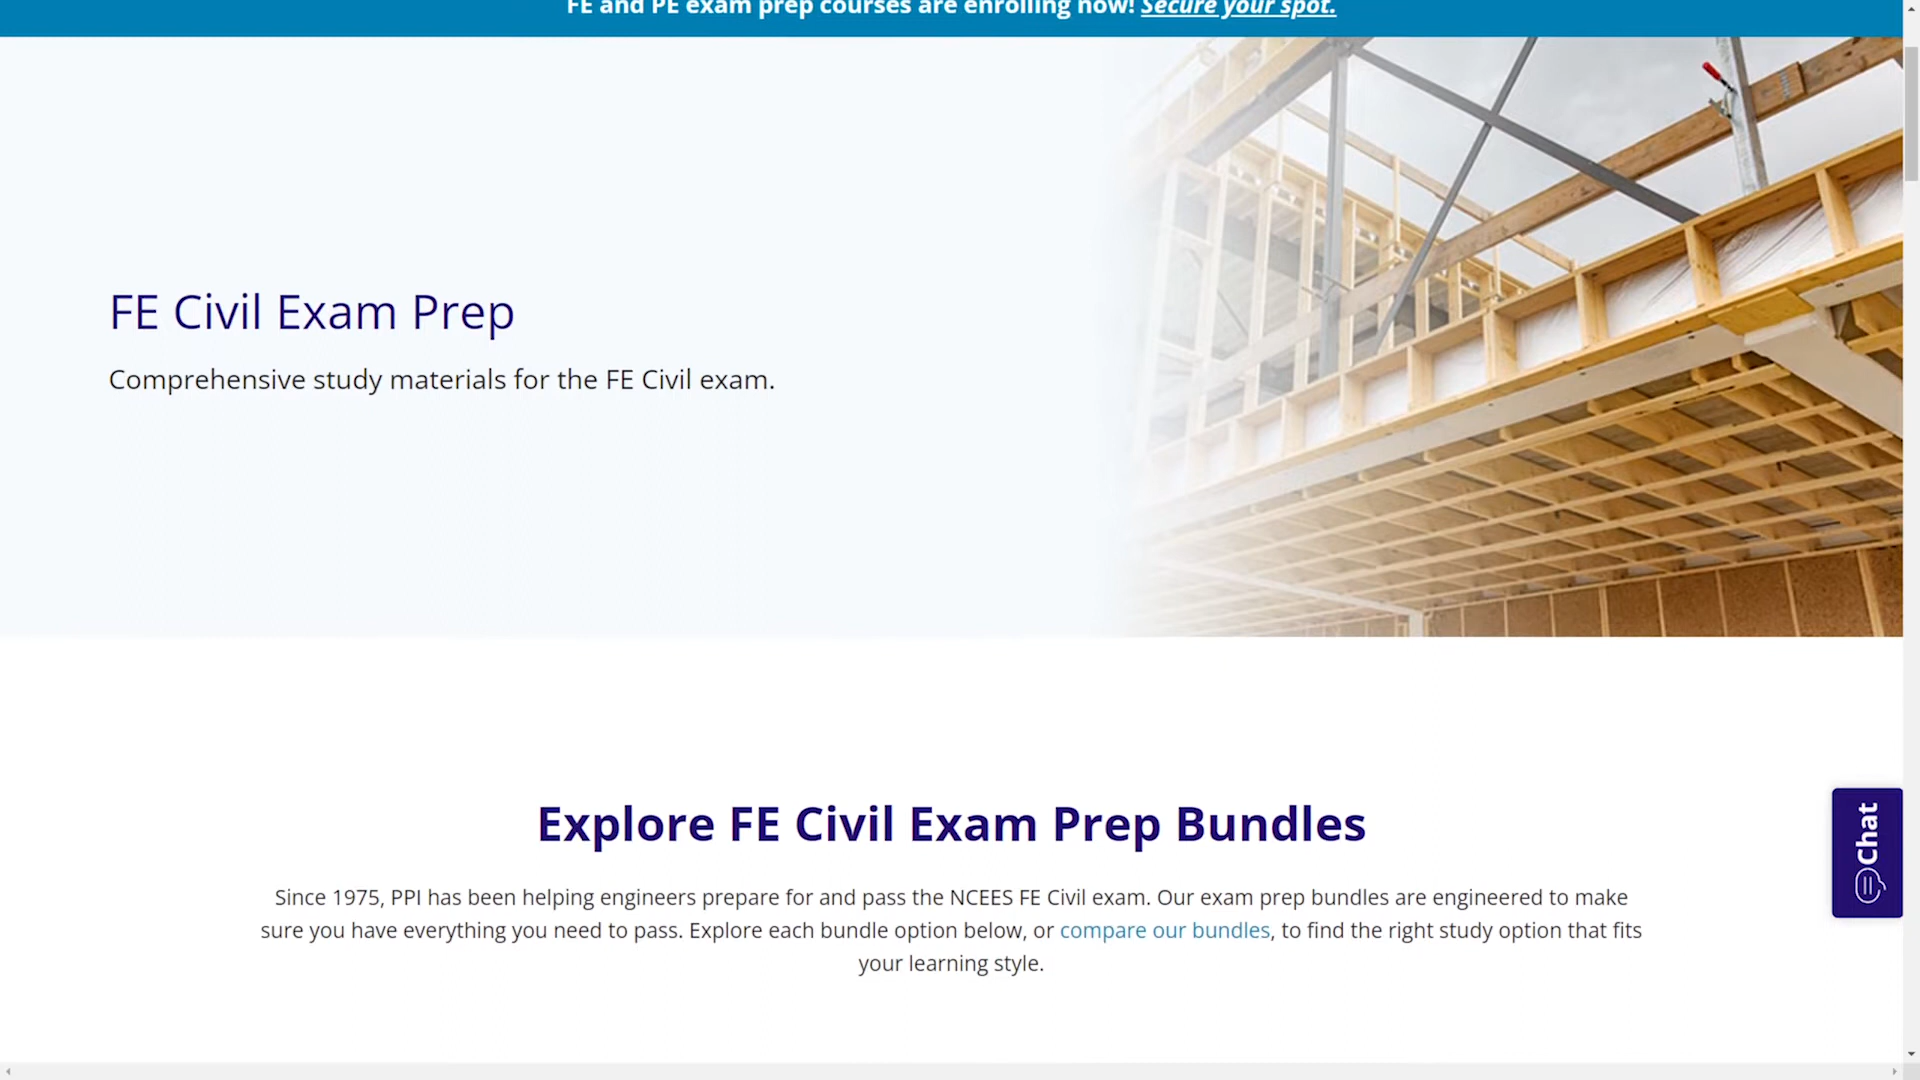 FE and PE exam prep courses are enrolling now! Secure your spot.
FE Civil Exam Prep
Comprehensive study materials for the FE Civil exam.
Explore FE Civil Exam Prep Bundles
Since 1975, PPI has been helping engineers prepare for and pass the NCEES FE Civil exam. Our exam prep bundles are engineered to make
sure you have everything you need to pass. Explore each bundle option below, or compare our bundles, to find the right study option that fits
your learning style.
Chat